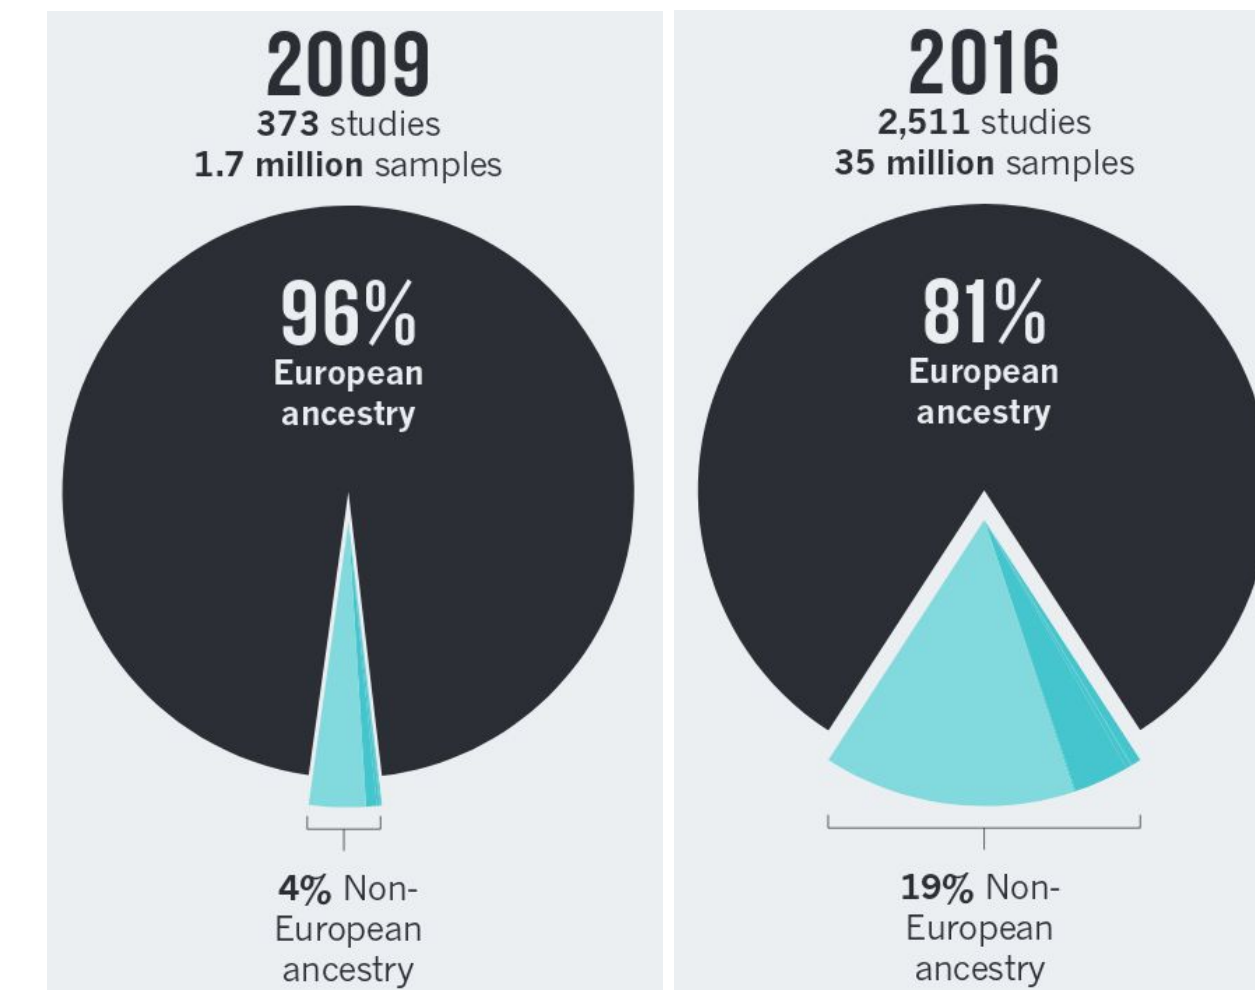 2009
373 studies
1.7 million samples
96%
European
ancestry
4% Non-
European
ancestry
2016
2,511 studies
35 million samples
81%
European
ancestry
19% Non-
European
ancestry